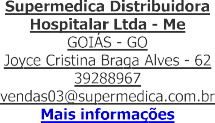 Supermedica Distribuidora
Hospitalar Ltda - Me
GOIÁS - GO
Joyce Cristina Braga Alves - 62
39288967
vendas03@supermedica.com.br
Mais informações